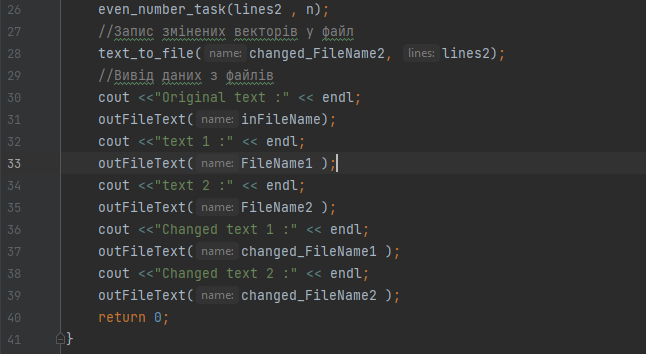 26 even_number_task(lines2 , n);
27 //Запис змінених векторів у файл
28 text_to_file( name: changed_FileName2, lines: lines2);
29 //Вивід даних з файлів
30 cout <<"Original text :" << endl;
31 outFileText( name: inFileName);
32 cout <<"text 1 :" << endl;
33 outFileText( name: FileName1 );
34 cout <<"text 2 :" << endl;
35 outFileText( name: FileName2 );
36 cout <<"Changed text 1 :" << endl;
37 outFileText( name: changed_FileName1 );
38 cout <<"Changed text 2 :" << endl;
39 outFileText( name: changed_FileName2 );
40 return 0;
41 }